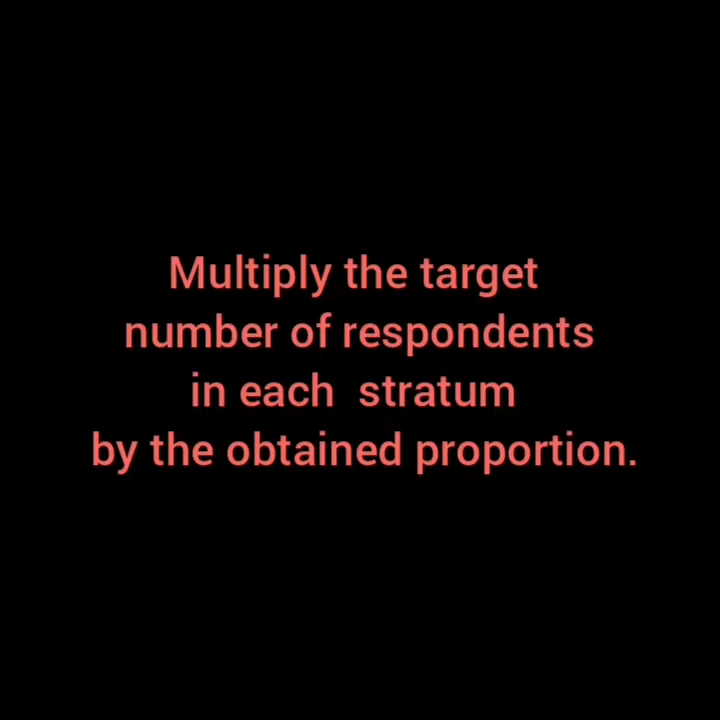 Multiply the target
number of respondents
in each  stratum
by the obtained proportion.